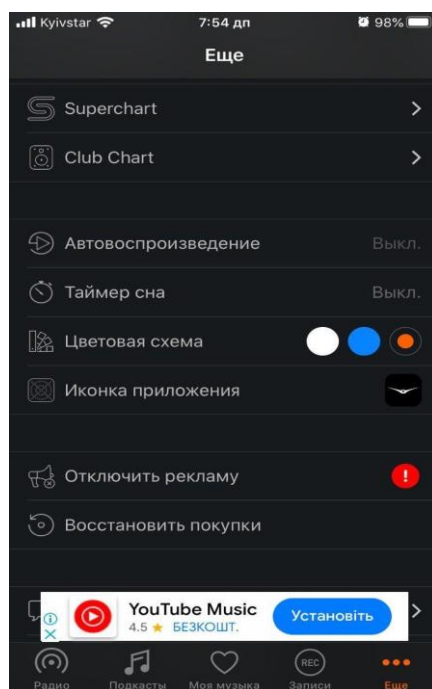 Kyivstar 7:54 дп 98%
Еще
Superchart
Club Chart
Автовоспроизведение Выкл.
Таймер сна Выкл.
Цветовая схема
Иконка приложения
Отключить рекламу
Восстановить покупки
YouTube Music
4.5 БЕЗКОШТ.
Установіть
REC
Радио Подкасты Моя музыка Записи Еще